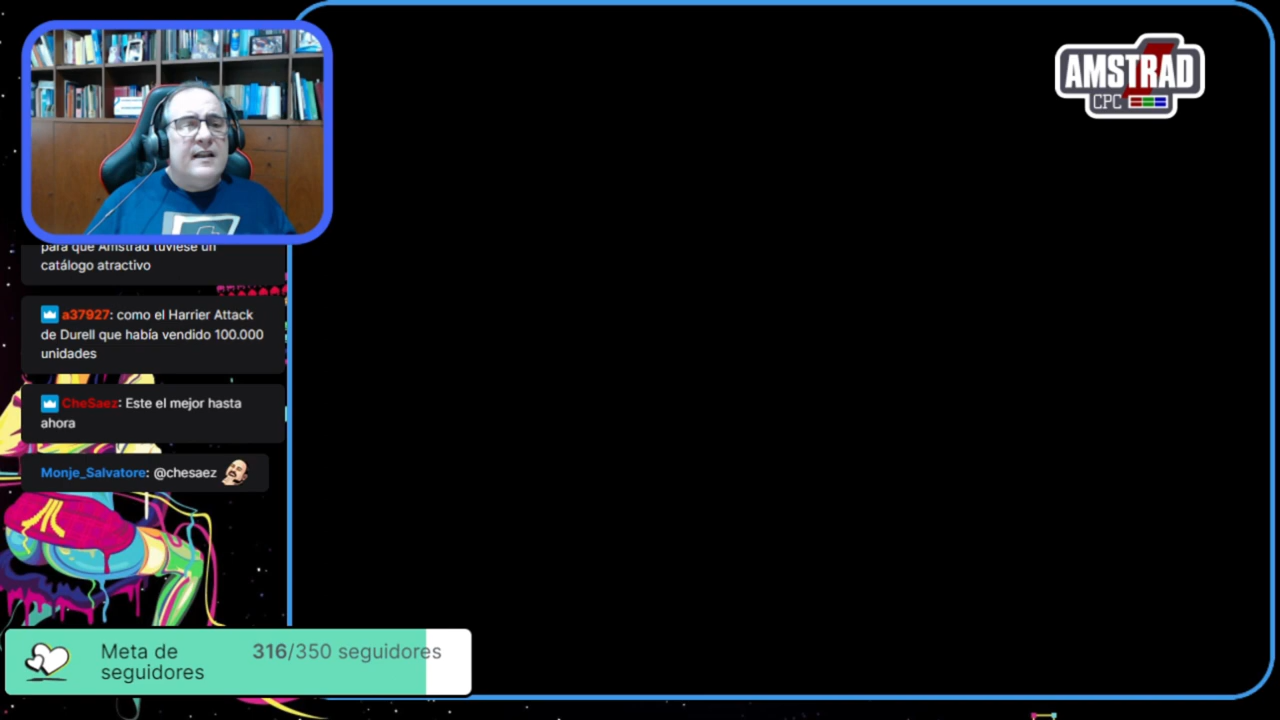 AMSTRAD
CPC
para que Amstrad tuviese un
catálogo atractivo
a37927: como el Harrier Attack
de Durell que había vendido 100.000
unidades
CheSaez: Este el mejor hasta
ahora
Monje_Salvatore: @chesaez
Meta de
seguidores
316/350 seguidores